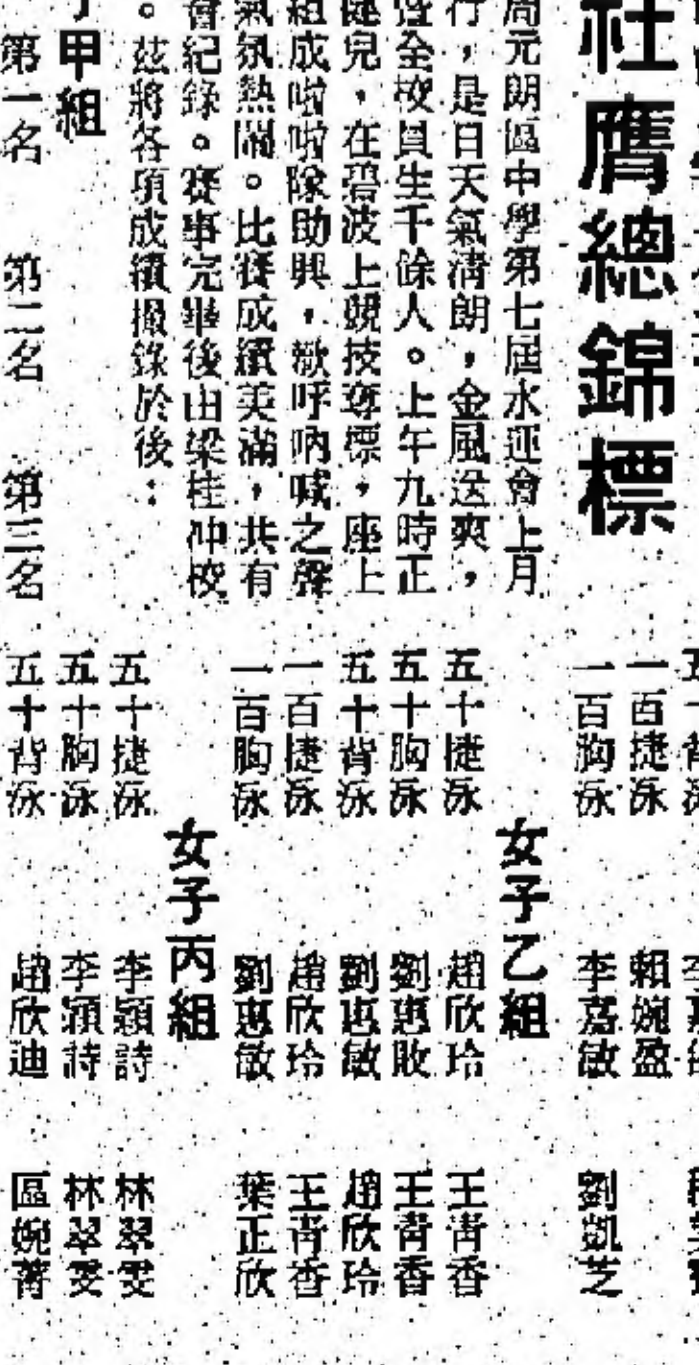 社膺總錦標
周元朗區中學第七屆水運會上月
行，是日天氣清朗，金風送爽，
暨全校員生千餘人。上午九時正
健兒，在碧波上競技奪標，座上
組成啦啦隊助興，歡呼吶喊之聲
氣氛熱鬧。比賽成績美滿，共有
會紀錄。賽事完畢後由梁桂冲校
。茲將各項成績撮錄於後：
子甲組
第一名 第二名 第三名
一百捷泳 賴婉盈
一百胸泳 李嘉敏 劉凱芝
女子乙組
五十捷泳 趙欣玲 王靑香
五十胸泳 劉惠敏 王靑香
五十背泳 劉惠敏 趙欣玲
一百捷泳 趙欣玲 王靑香
一百胸泳 劉惠敏 葉正欣
女子丙組
五十捷泳 李穎詩 林翠雯
五十胸泳 李穎詩 林翠雯
五十背泳 趙欣迪 區婉菁